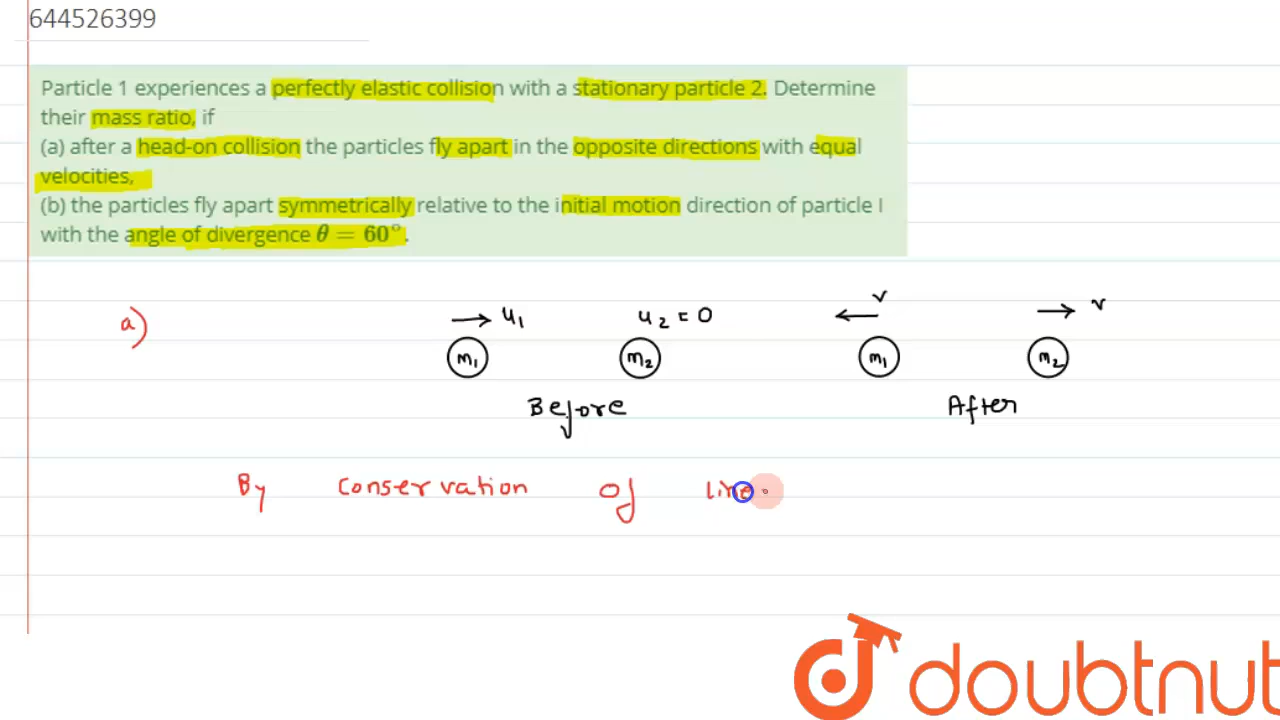 644526399
Particle 1 experiences a perfectly elastic collision with a stationary particle 2. Determine
their mass ratio, if
(a) after a head-on collision the particles fly apart in the opposite directions with equal
velocities,
(b) the particles fly apart symmetrically relative to the initial motion direction of particle I
with the angle of divergence θ = 60°.
a)
u₁ u₂ = 0 v v
m₁ m₂ m₁ m₂
Before After
By conservation of line
doubtnut